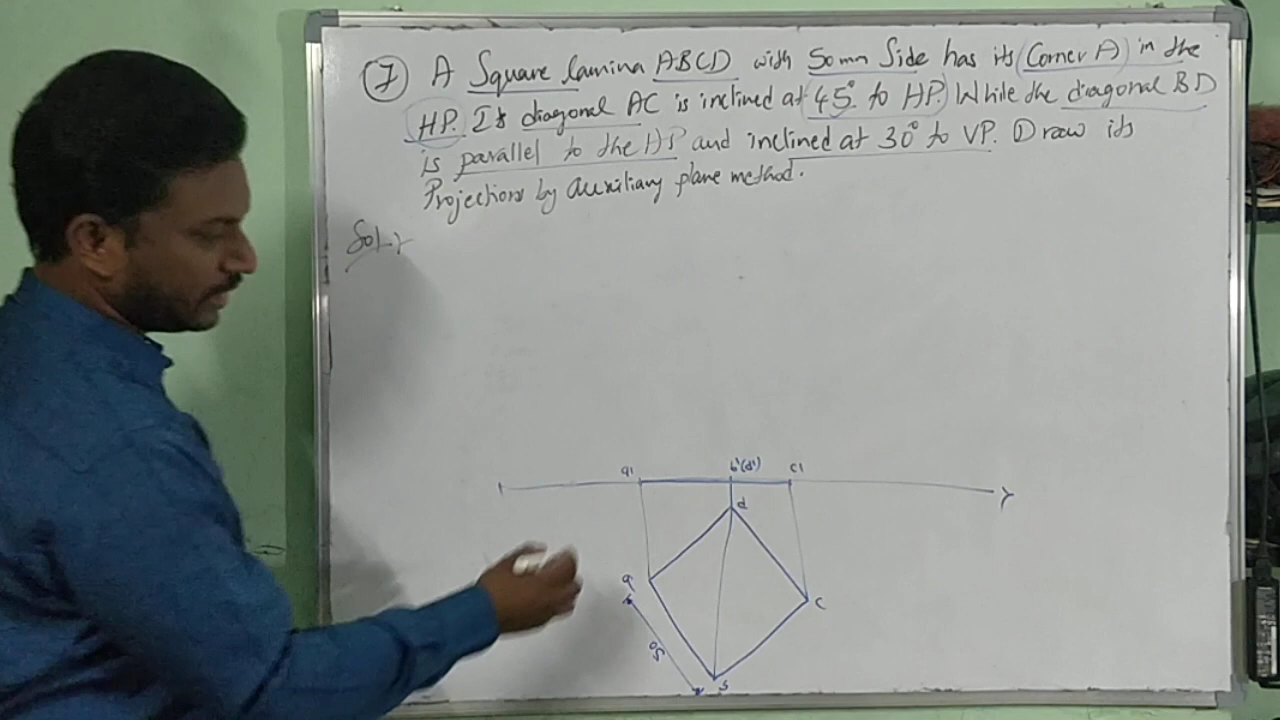 7 A Square lamina ABCD with 50mm Side has its Corner A in the
HP. Its diagonal AC is inclined at 45° to HP. While the diagonal BD
is parallel to the HP and inclined at 30° to VP. Draw its
Projections by auxiliary plane method.
Sol:-
a' b'(d') c'
Y
d
a
c
50
b